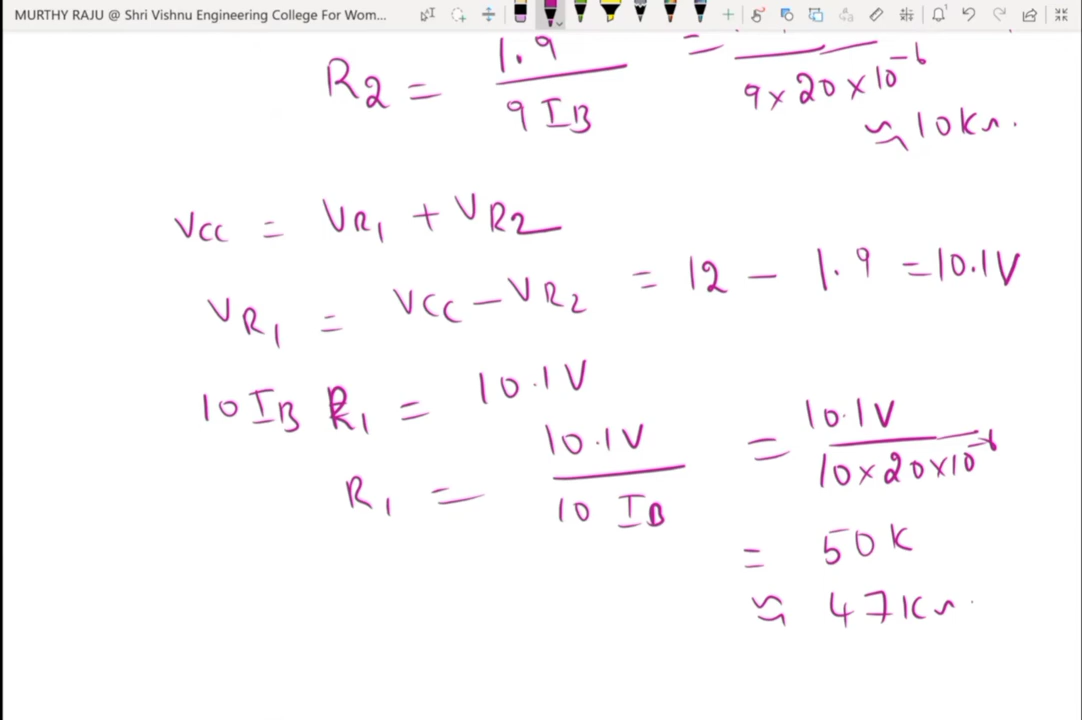 MURTHY RAJU @ Shri Vishnu Engineering College For Wom...
R2 = 1.9 / 9 IB = / 9 x 20 x 10^-6
≈ 10KΩ.
VCC = VR1 + VR2
VR1 = VCC - VR2 = 12 - 1.9 = 10.1V
10 IB R1 = 10.1V
R1 = 10.1V / 10 IB = 10.1V / 10 x 20 x 10^-6
= 50K
≈ 47KΩ.